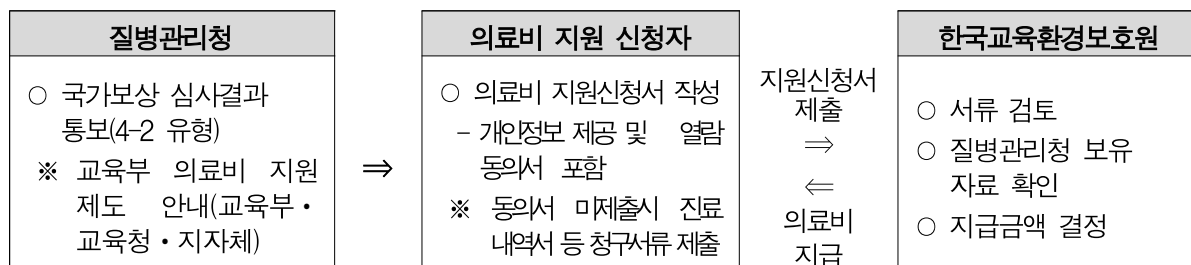 질병관리청
○ 국가보상 심사결과
통보(4-2 유형)
※ 교육부 의료비 지원
제도 안내(교육부・
교육청・지자체)
⇒
의료비 지원 신청자
○ 의료비 지원신청서 작성
- 개인정보 제공 및 열람
동의서 포함
※ 동의서 미제출시 진료
내역서 등 청구서류 제출
지원신청서
제출
⇒
⇐
의료비
지급
한국교육환경보호원
○ 서류 검토
○ 질병관리청 보유
자료 확인
○ 지급금액 결정